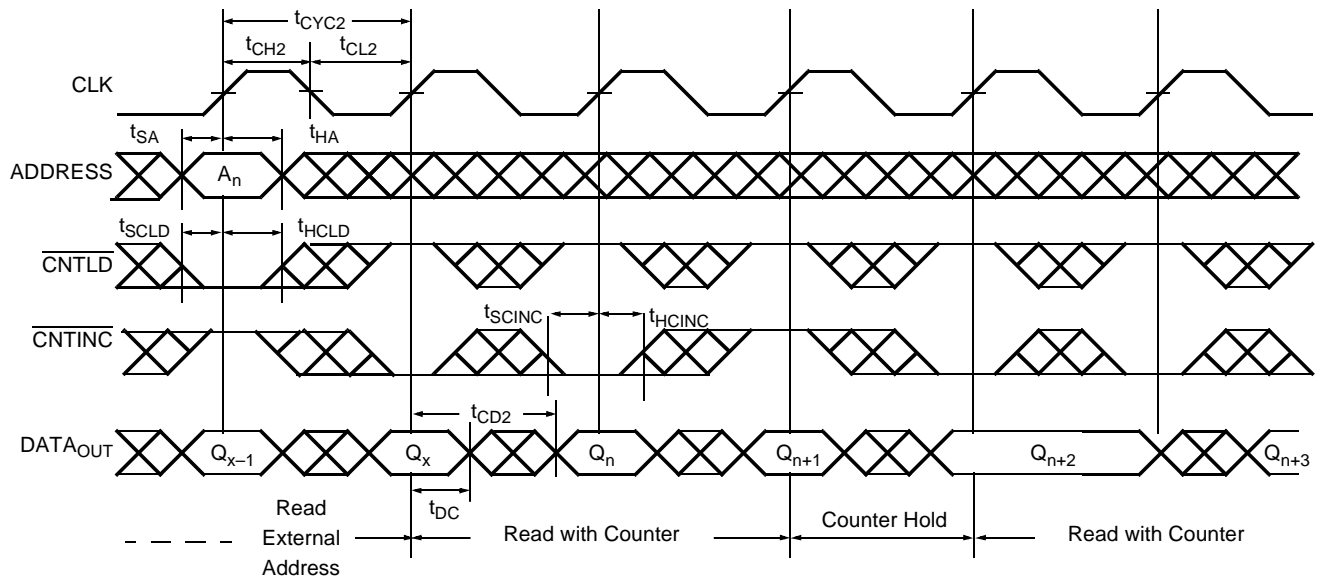 tCYC2
tCH2
tCL2
CLK
tSA
tHA
ADDRESS
An
tSCLD
tHCLD
CNTLD
tSCINC
tHCINC
CNTINC
tCD2
DATAOUT
Qx–1
Qx
Qn
Qn+1
Qn+2
Qn+3
tDC
Read
External
Address
Read with Counter
Counter Hold
Read with Counter